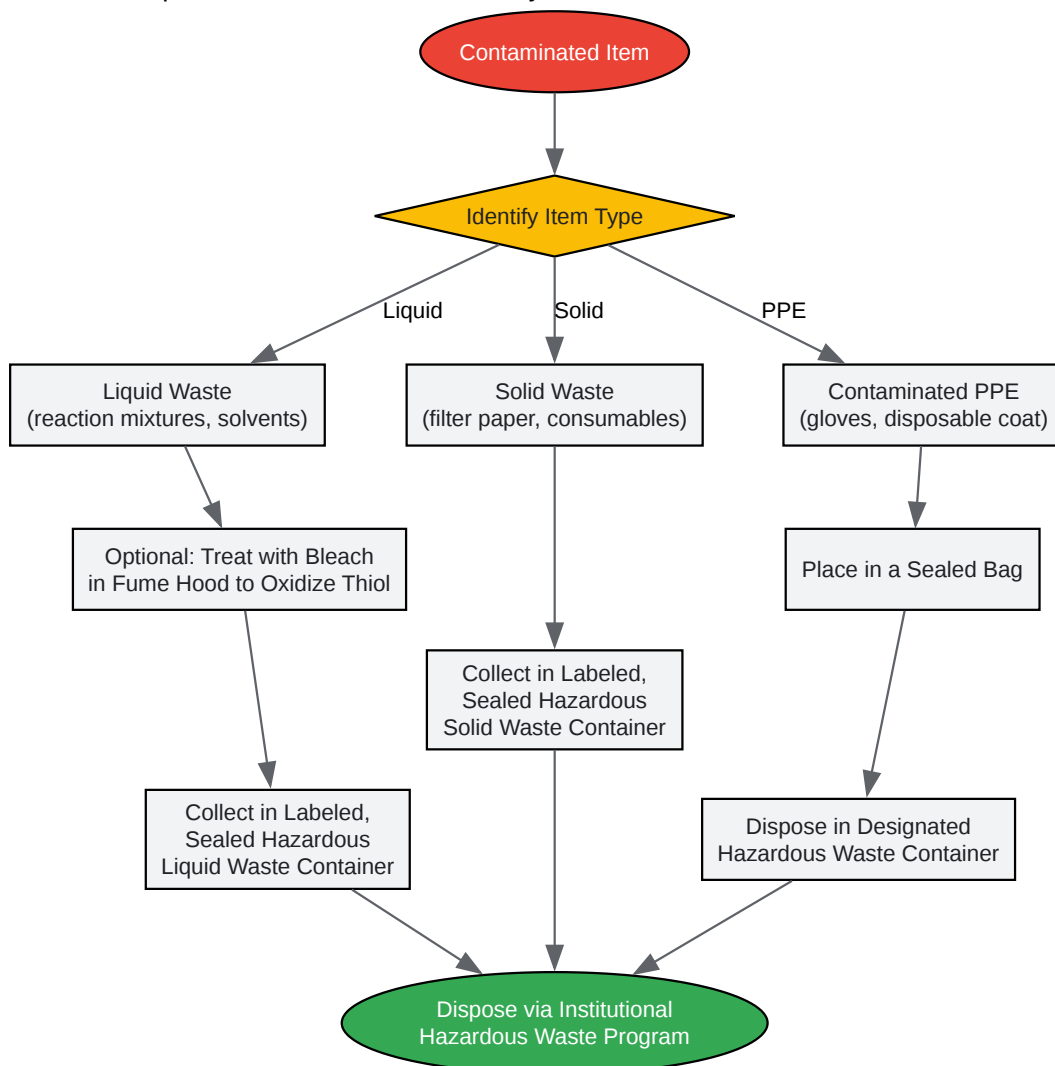 Contaminated Item
Identify Item Type
Liquid
Solid
PPE
Liquid Waste
(reaction mixtures, solvents)
Solid Waste
(filter paper, consumables)
Contaminated PPE
(gloves, disposable coat)
Optional: Treat with Bleach
in Fume Hood to Oxidize Thiol
Place in a Sealed Bag
Collect in Labeled,
Sealed Hazardous
Solid Waste Container
Collect in Labeled,
Sealed Hazardous
Liquid Waste Container
Dispose in Designated
Hazardous Waste Container
Dispose via Institutional
Hazardous Waste Program